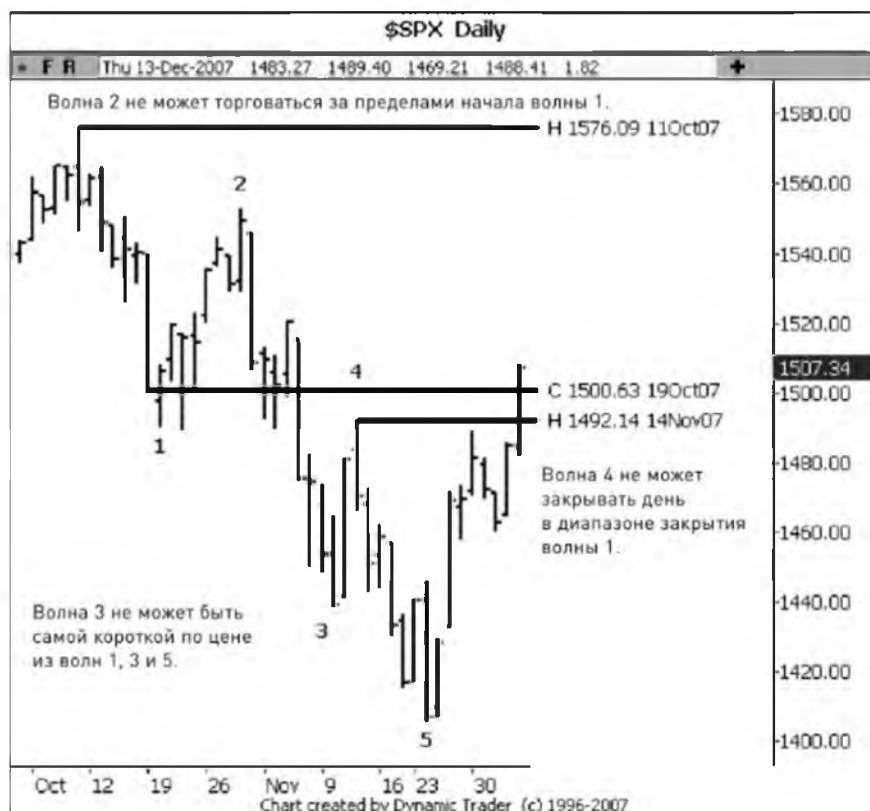 $SPX Daily
F R Thu 13-Dec-2007 1483.27 1489.40 1469.21 1488.41 1.82 +
Волна 2 не может торговаться за пределами начала волны 1.
H 1576.09 11Oct07
1580.00
1560.00
2
1540.00
1520.00
4
1507.34
C 1500.63 19Oct07
1500.00
H 1492.14 14Nov07
1
1480.00
Волна 4 не может
закрывать день
в диапазоне закрытия
волны 1.
1460.00
Волна 3 не может быть
самой короткой по цене
из волн 1, 3 и 5.
3
1440.00
1420.00
5
1400.00
Oct 12 19 26 Nov 9 16 23 30
Chart created by Dynamic Trader (c) 1996-2007